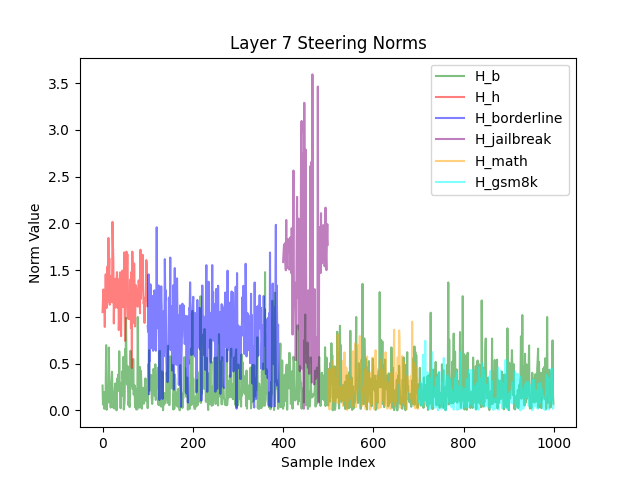 Layer 7 Steering Norms
Norm Value
3.5
3.0
2.5
2.0
1.5
1.0
0.5
0.0
H_b
H_h
H_borderline
H_jailbreak
H_math
H_gsm8k
0
200
400
600
800
1000
Sample Index